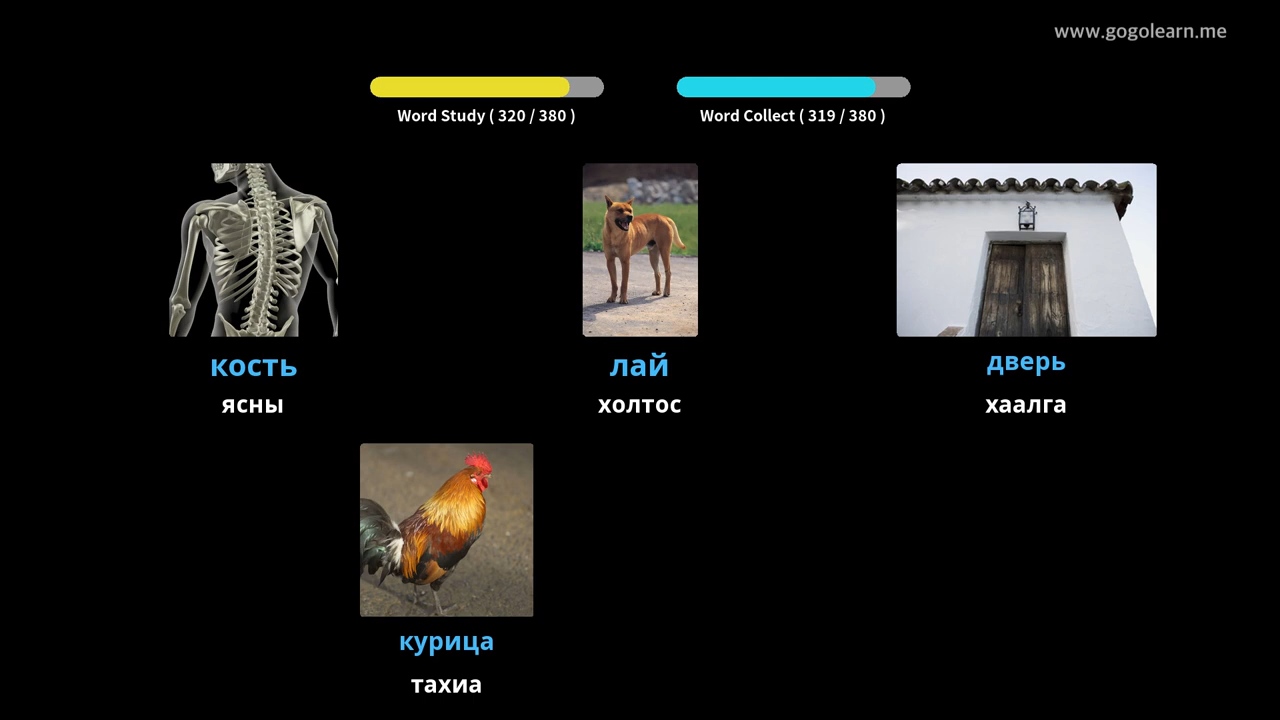 www.gogolearn.me
Word Study ( 320 / 380 )
Word Collect ( 319 / 380 )
кость
ясны
лай
холтос
дверь
хаалга
курица
тахиа